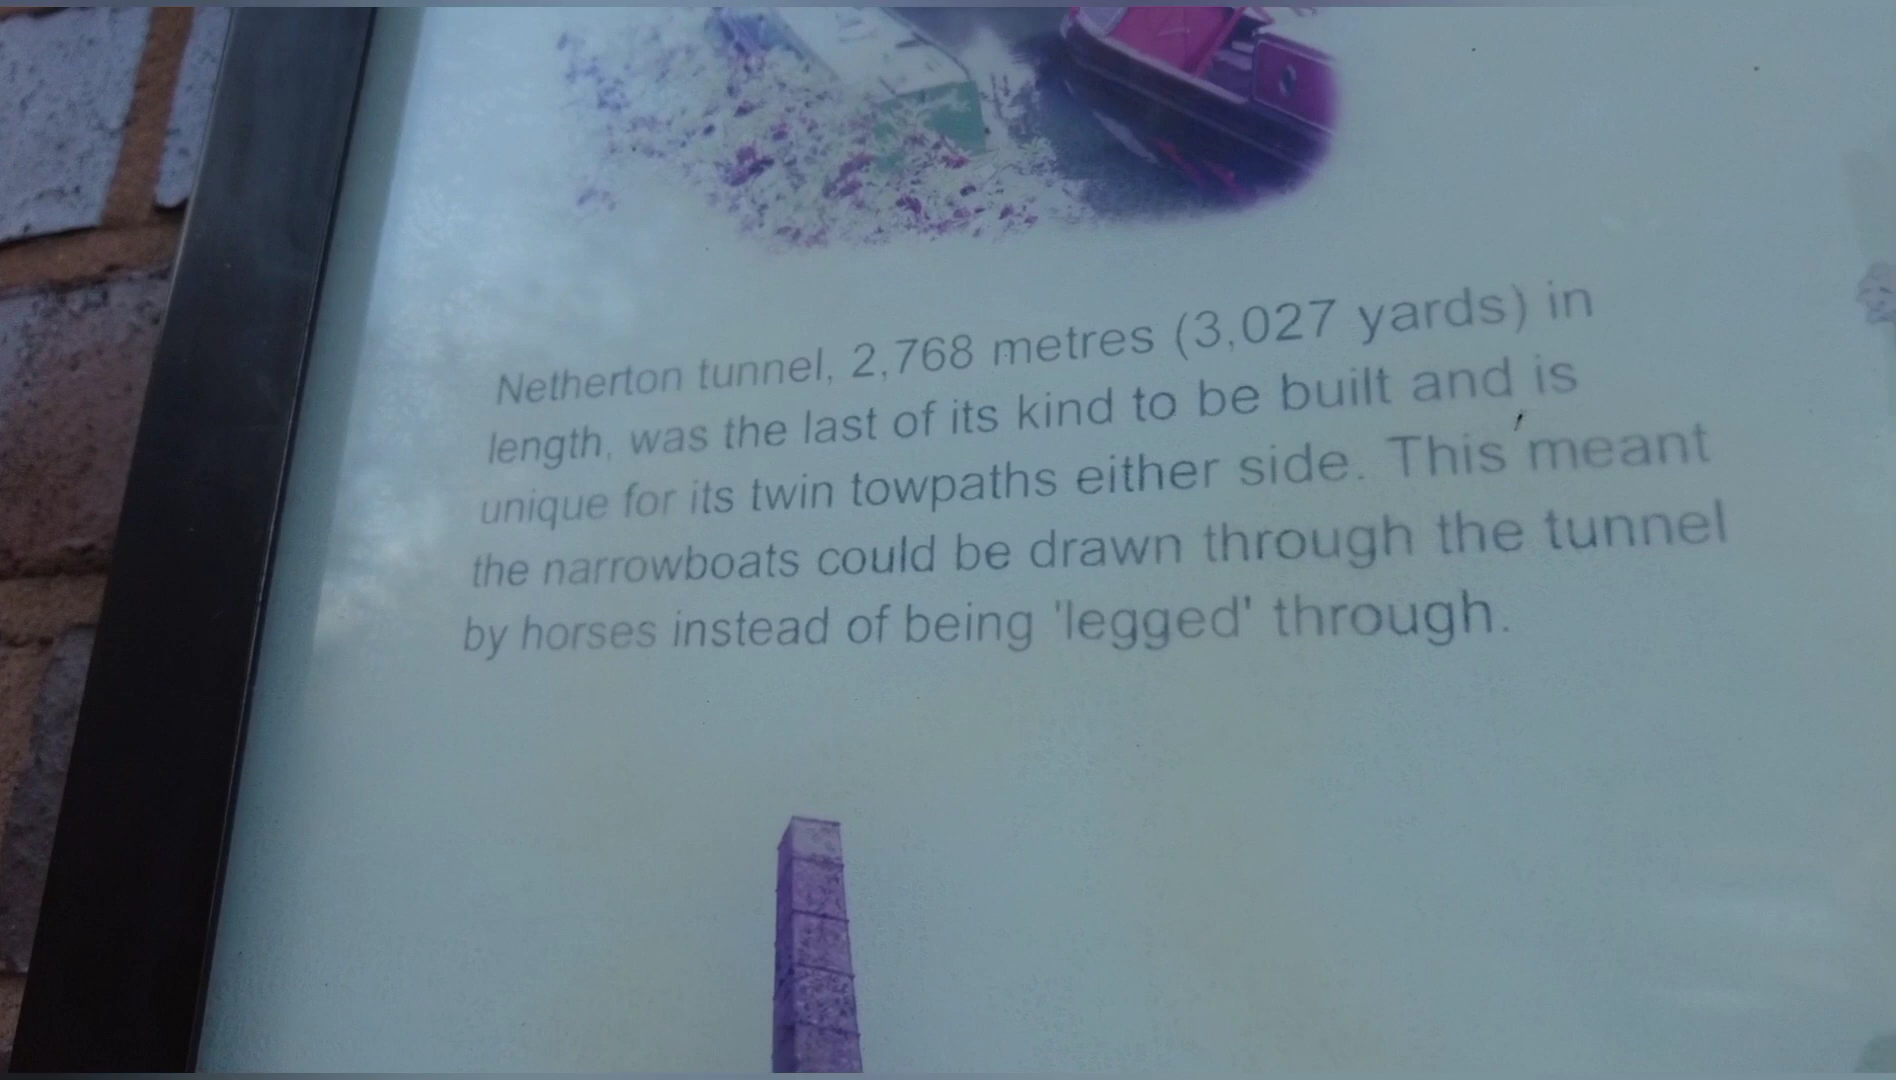 Netherton tunnel, 2,768 metres (3,027 yards) in
length, was the last of its kind to be built and is
unique for its twin towpaths either side. This meant
the narrowboats could be drawn through the tunnel
by horses instead of being 'legged' through.